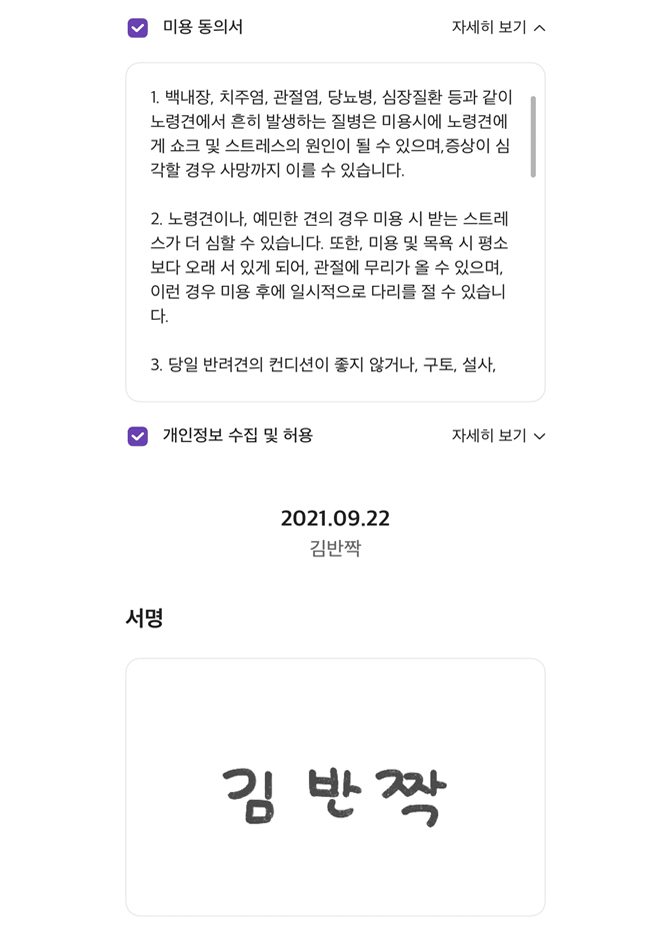 미용 동의서 자세히 보기
1. 백내장, 치주염, 관절염, 당뇨병, 심장질환 등과 같이
노령견에서 흔히 발생하는 질병은 미용시에 노령견에
게 쇼크 및 스트레스의 원인이 될 수 있으며,증상이 심
각할 경우 사망까지 이를 수 있습니다.
2. 노령견이나, 예민한 견의 경우 미용 시 받는 스트레
스가 더 심할 수 있습니다. 또한, 미용 및 목욕 시 평소
보다 오래 서 있게 되어, 관절에 무리가 올 수 있으며,
이런 경우 미용 후에 일시적으로 다리를 절 수 있습니
다.
3. 당일 반려견의 컨디션이 좋지 않거나, 구토, 설사,
개인정보 수집 및 허용 자세히 보기
2021.09.22
김반짝
서명
김 반짝